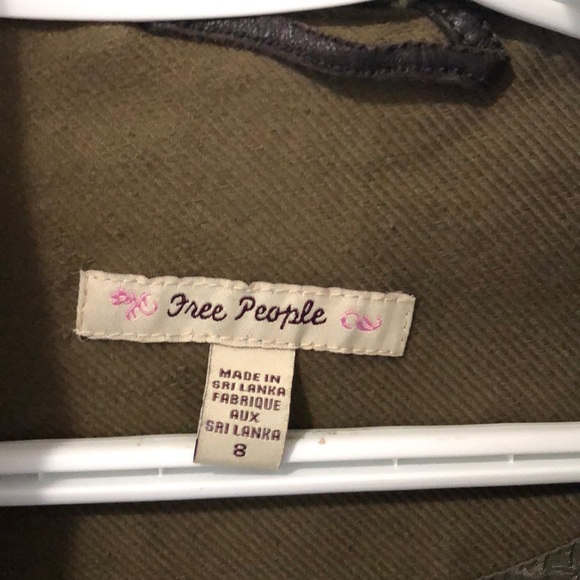 Free People
MADE IN
SRI LANKA
FABRIQUE
AUX
SRI LANKA
8